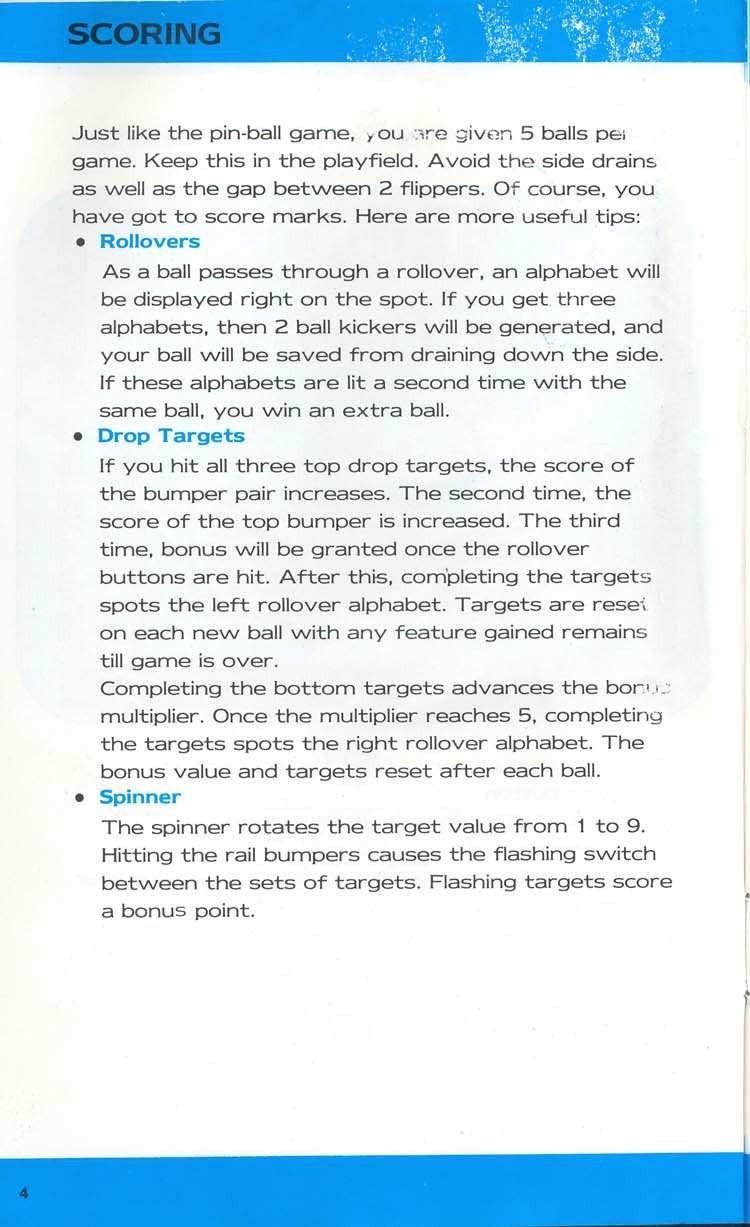 SCORING
Just like the pin-ball game, you are given 5 balls per
game. Keep this in the playfield. Avoid the side drains
as well as the gap between 2 flippers. Of course, you
have got to score marks. Here are more useful tips:
• Rollovers
As a ball passes through a rollover, an alphabet will
be displayed right on the spot. If you get three
alphabets, then 2 ball kickers will be generated, and
your ball will be saved from draining down the side.
If these alphabets are lit a second time with the
same ball, you win an extra ball.
• Drop Targets
If you hit all three top drop targets, the score of
the bumper pair increases. The second time, the
score of the top bumper is increased. The third
time, bonus will be granted once the rollover
buttons are hit. After this, completing the targets
spots the left rollover alphabet. Targets are reset
on each new ball with any feature gained remains
till game is over.
Completing the bottom targets advances the bonus
multiplier. Once the multiplier reaches 5, completing
the targets spots the right rollover alphabet. The
bonus value and targets reset after each ball.
• Spinner
The spinner rotates the target value from 1 to 9.
Hitting the rail bumpers causes the flashing switch
between the sets of targets. Flashing targets score
a bonus point.
4